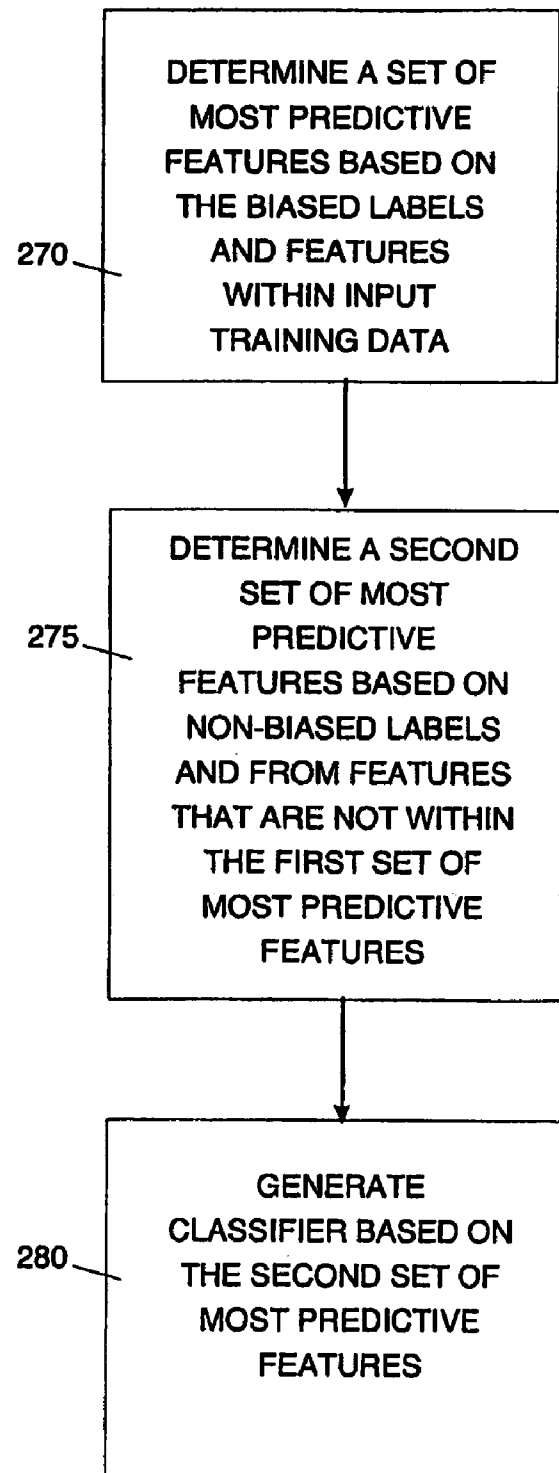 DETERMINE A SET OF
MOST PREDICTIVE
FEATURES BASED ON
THE BIASED LABELS
AND FEATURES
WITHIN INPUT
TRAINING DATA
270
DETERMINE A SECOND
SET OF MOST
PREDICTIVE
FEATURES BASED ON
NON-BIASED LABELS
AND FROM FEATURES
THAT ARE NOT WITHIN
THE FIRST SET OF
MOST PREDICTIVE
FEATURES
275
GENERATE
CLASSIFIER BASED ON
THE SECOND SET OF
MOST PREDICTIVE
FEATURES
280